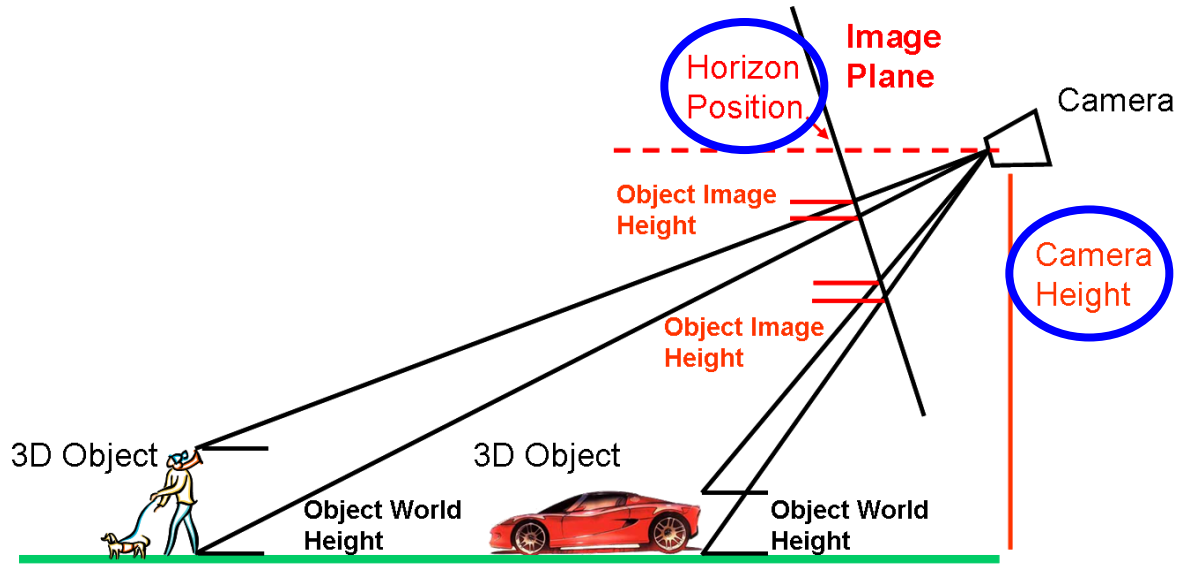 Image
Plane
Horizon
Position
Camera
Object Image
Height
Camera
Height
Object Image
Height
3D Object
3D Object
Object World
Height
Object World
Height